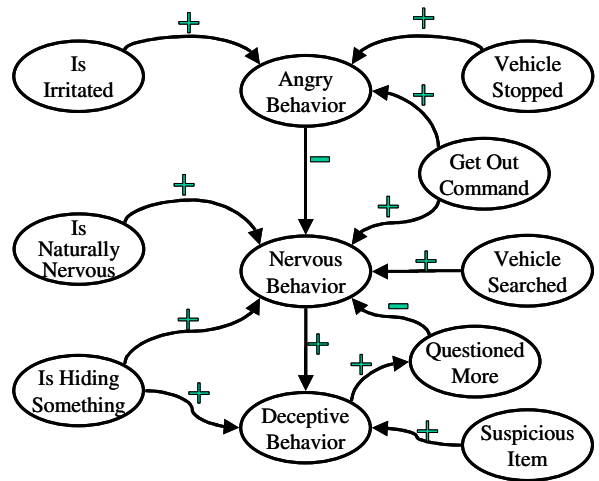 +
+
Is
Irritated
Angry
Behavior
Vehicle
Stopped
+
–
Get Out
Command
+
+
Is
Naturally
Nervous
Nervous
Behavior
+
Vehicle
Searched
–
+
+
+
Questioned
More
Is Hiding
Something
+
Deceptive
Behavior
+
Suspicious
Item